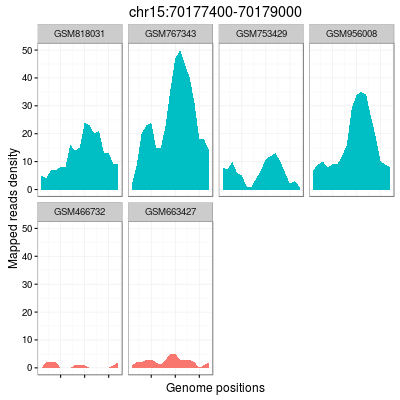 chr15:70177400-70179000
GSM818031 GSM767343 GSM753429 GSM956008
50
40
30
20
10
0
Mapped reads density
GSM466732 GSM663427
50
40
30
20
10
0
Genome positions